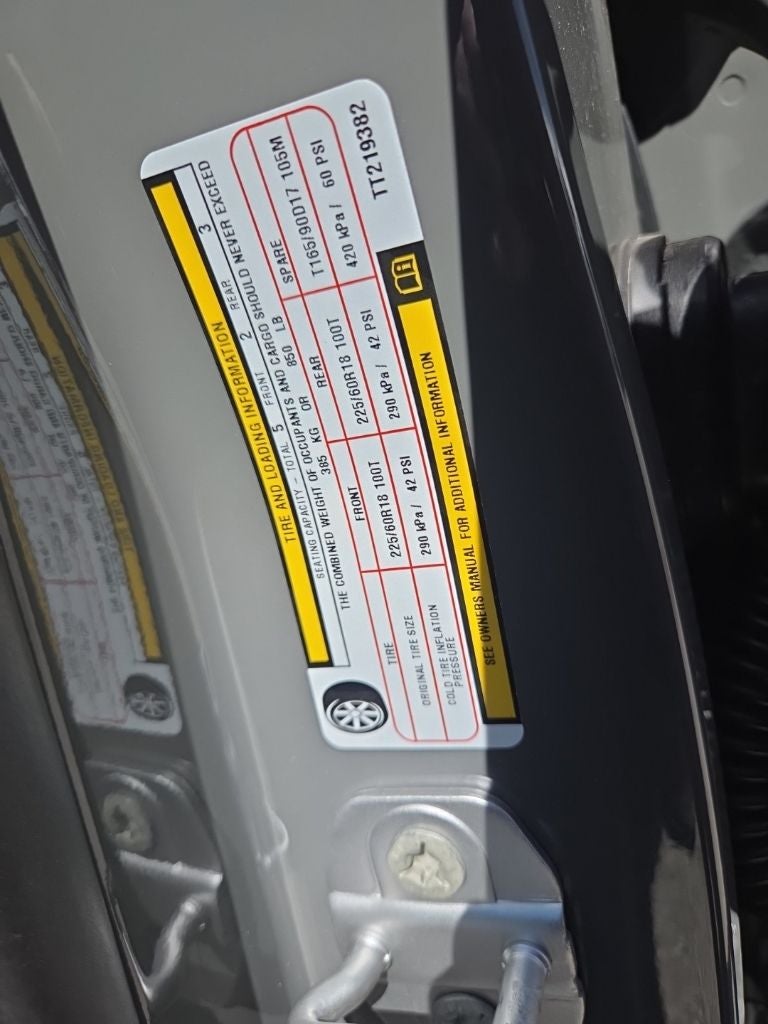 TIRE AND LOADING INFORMATION
SEATING CAPACITY - TOTAL 5 FRONT 2 REAR 3
THE COMBINED WEIGHT OF OCCUPANTS AND CARGO SHOULD NEVER EXCEED
385 KG OR 850 LB
FRONT REAR SPARE
TIRE
ORIGINAL TIRE SIZE 225/60R18 100T 225/60R18 100T T165/90D17 105M
COLD TIRE INFLATION
PRESSURE 290 kPa/ 42 PSI 290 kPa/ 42 PSI 420 kPa/ 60 PSI
SEE OWNERS MANUAL FOR ADDITIONAL INFORMATION
TT219382